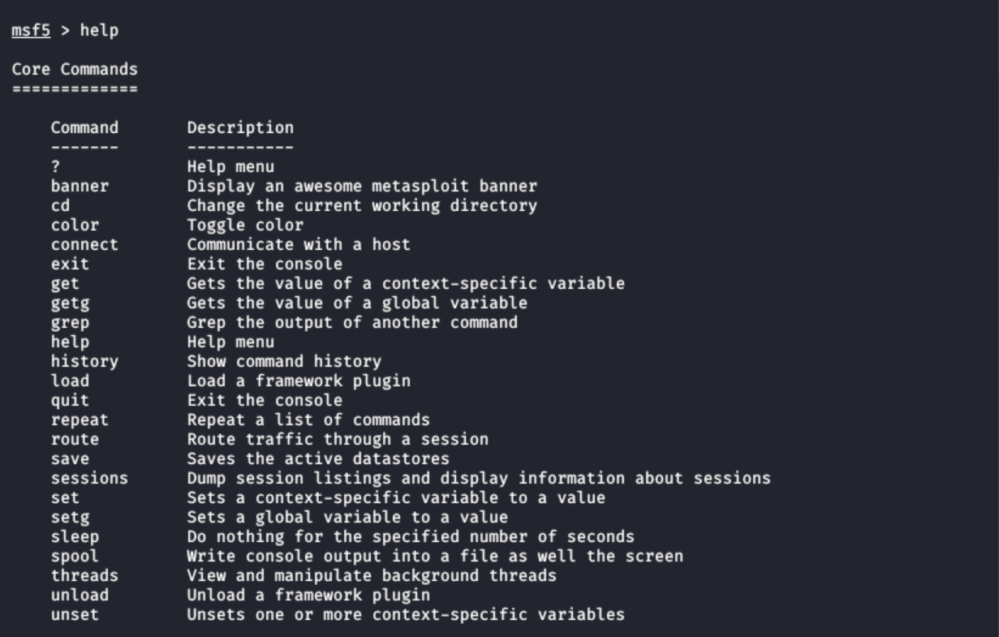 msf5 > help
Core Commands
=============
Command Description
------- -----------
? Help menu
banner Display an awesome metasploit banner
cd Change the current working directory
color Toggle color
connect Communicate with a host
exit Exit the console
get Gets the value of a context-specific variable
getg Gets the value of a global variable
grep Grep the output of another command
help Help menu
history Show command history
load Load a framework plugin
quit Exit the console
repeat Repeat a list of commands
route Route traffic through a session
save Saves the active datastores
sessions Dump session listings and display information about sessions
set Sets a context-specific variable to a value
setg Sets a global variable to a value
sleep Do nothing for the specified number of seconds
spool Write console output into a file as well the screen
threads View and manipulate background threads
unload Unload a framework plugin
unset Unsets one or more context-specific variables